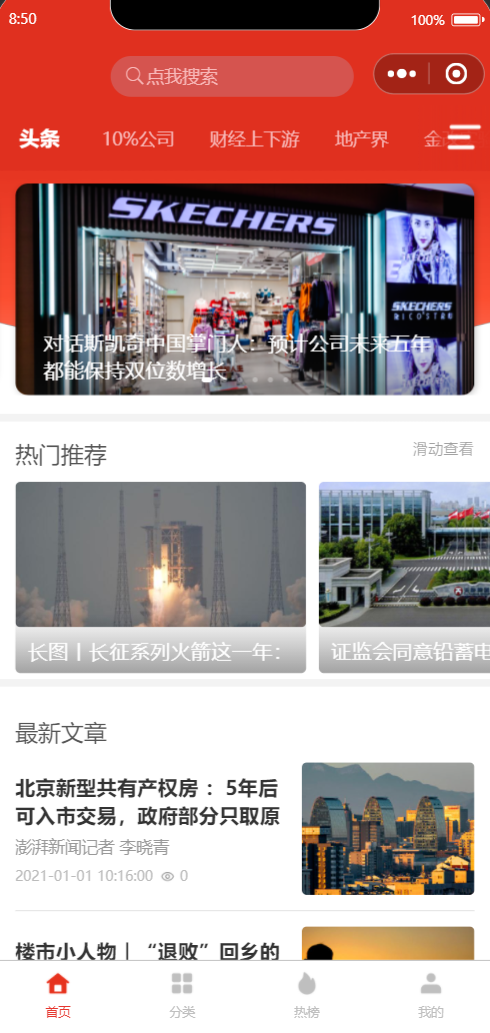 8:50
100%
点我搜索
头条 10%公司 财经上下游 地产界
SKECHERS
SKECHERS
对话斯凯奇中国掌门人：预计公司未来五年
都能保持双位数增长
热门推荐 滑动查看
长图丨长征系列火箭这一年：
证监会同意铅蓄电
最新文章
北京新型共有产权房 ：5年后
可入市交易，政府部分只取原
澎湃新闻记者 李晓青
2021-01-01 10:16:00 0
楼市小人物｜“退败”回乡的
首页 分类 热榜 我的